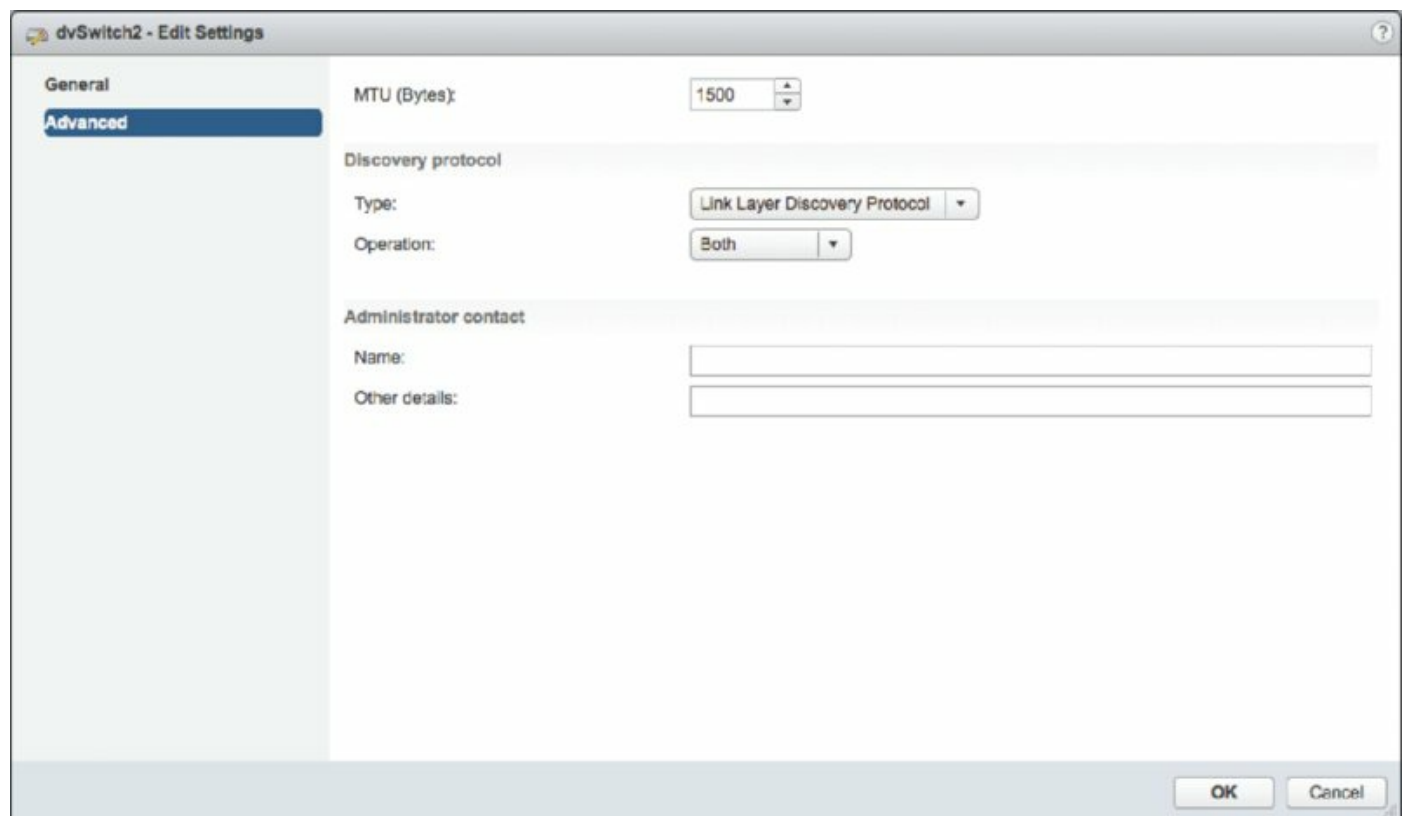 dvSwitch2 - Edit Settings
?
General
Advanced
MTU (Bytes):
1500
Discovery protocol
Type:
Link Layer Discovery Protocol
Operation:
Both
Administrator contact
Name:
Other details:
OK
Cancel